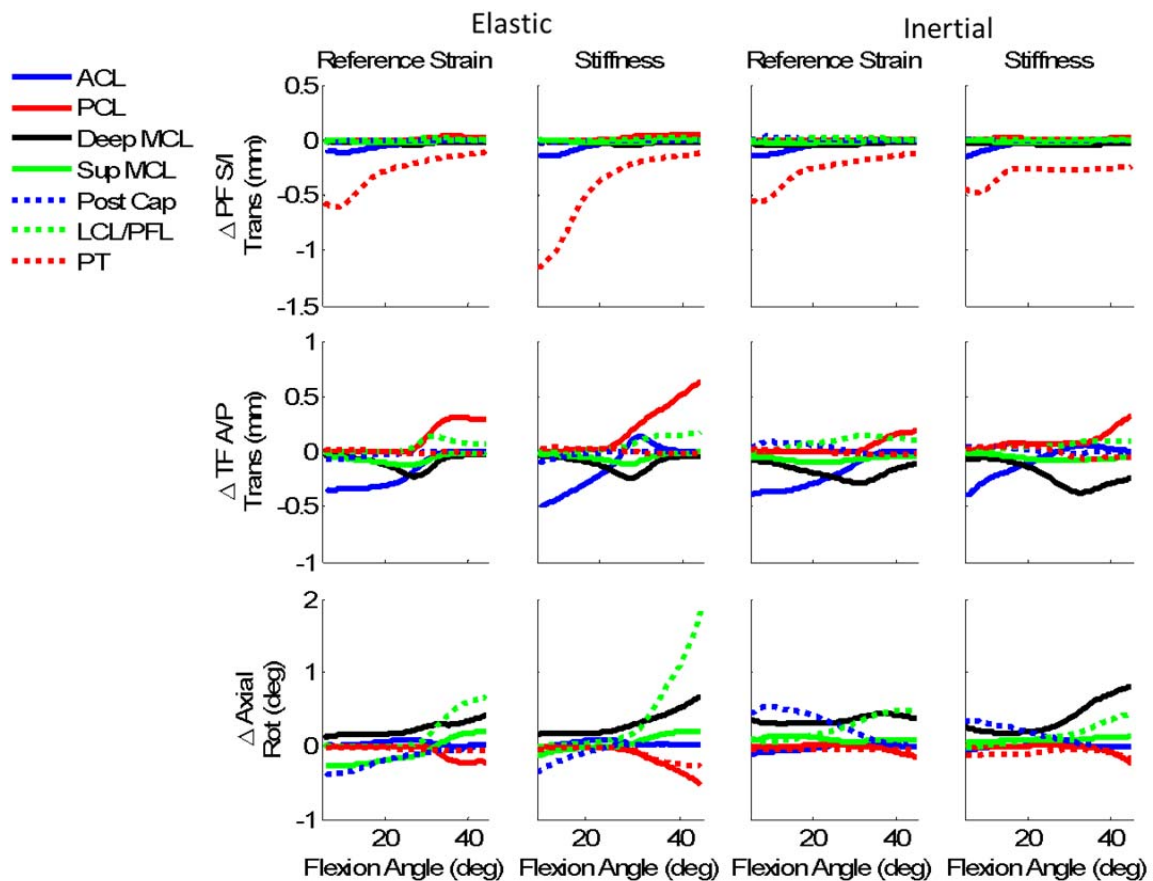 Elastic
Inertial
Reference Strain
Stiffness
Reference Strain
Stiffness
ACL
PCL
Deep MCL
Sup MCL
Post Cap
LCL/PFL
PT
△ PF S/I
Trans (mm)
0.5
0
-0.5
-1
-1.5
△ TF A/P
Trans (mm)
1
0.5
0
-0.5
-1
△ Axial
Rot (deg)
2
1
0
-1
20
40
20
40
20
40
20
40
Flexion Angle (deg)
Flexion Angle (deg)
Flexion Angle (deg)
Flexion Angle (deg)